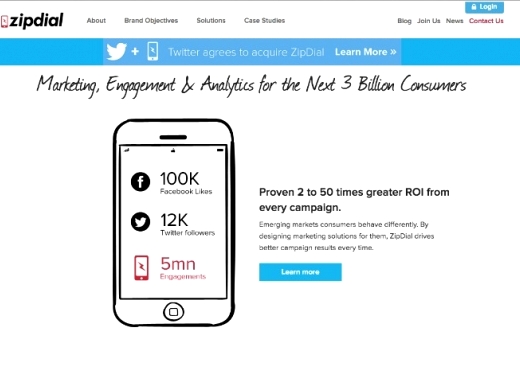 Login
zipdial
About Brand Objectives Solutions Case Studies Blog Join Us News Contact Us
+ Twitter agrees to acquire ZipDial Learn More »
Marketing, Engagement & Analytics for the Next 3 Billion Consumers
100K
Facebook Likes
12K
Twitter followers
5mn
Engagements
Proven 2 to 50 times greater ROI from
every campaign.
Emerging markets consumers behave differently. By
designing marketing solutions for them, ZipDial drives
better campaign results every time.
Learn more